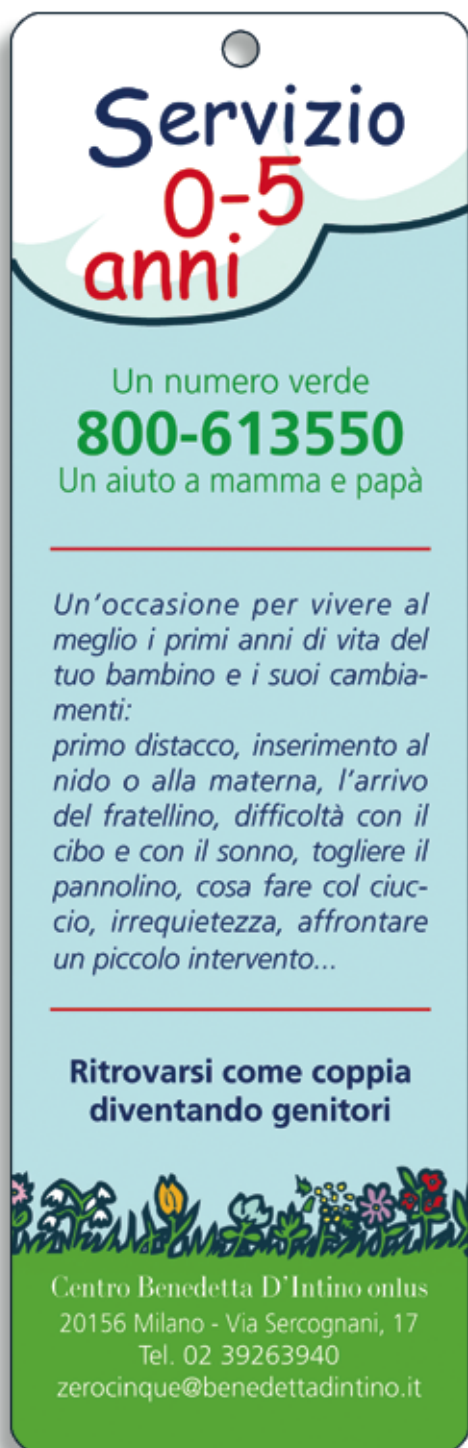 Servizio
0-5
anni
Un numero verde
800-613550
Un aiuto a mamma e papà
Un'occasione per vivere al
meglio i primi anni di vita del
tuo bambino e i suoi cambia-
menti:
primo distacco, inserimento al
nido o alla materna, l'arrivo
del fratellino, difficoltà con il
cibo e con il sonno, togliere il
pannolino, cosa fare col ciuc-
cio, irrequietezza, affrontare
un piccolo intervento...
Ritrovarsi come coppia
diventando genitori
Centro Benedetta D'Intino onlus
20156 Milano - Via Sercognani, 17
Tel. 02 39263940
zerocinque@benedettadintino.it